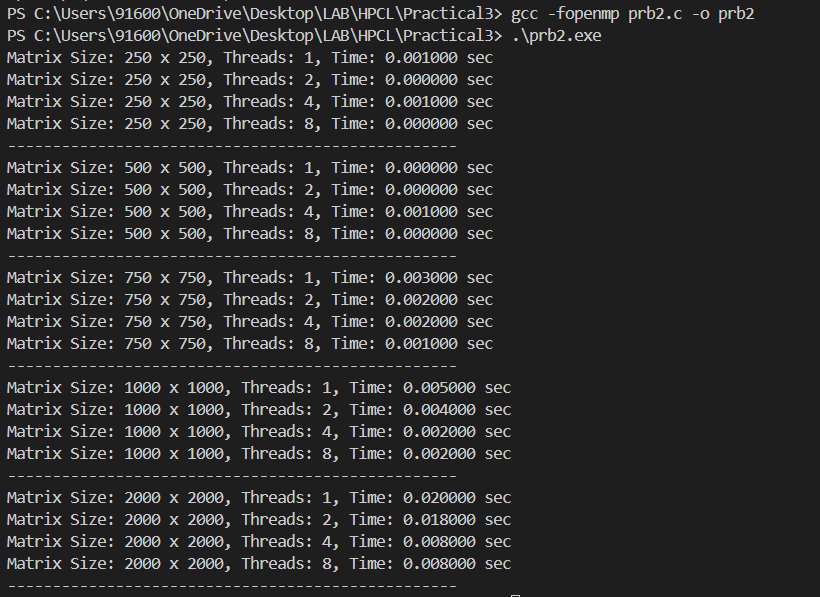 PS C:\Users\91600\OneDrive\Desktop\LAB\HPCL\Practical3> gcc -fopenmp prb2.c -o prb2
PS C:\Users\91600\OneDrive\Desktop\LAB\HPCL\Practical3> .\prb2.exe
Matrix Size: 250 x 250, Threads: 1, Time: 0.001000 sec
Matrix Size: 250 x 250, Threads: 2, Time: 0.000000 sec
Matrix Size: 250 x 250, Threads: 4, Time: 0.001000 sec
Matrix Size: 250 x 250, Threads: 8, Time: 0.000000 sec
--------------------------------------------------
Matrix Size: 500 x 500, Threads: 1, Time: 0.000000 sec
Matrix Size: 500 x 500, Threads: 2, Time: 0.000000 sec
Matrix Size: 500 x 500, Threads: 4, Time: 0.001000 sec
Matrix Size: 500 x 500, Threads: 8, Time: 0.000000 sec
--------------------------------------------------
Matrix Size: 750 x 750, Threads: 1, Time: 0.003000 sec
Matrix Size: 750 x 750, Threads: 2, Time: 0.002000 sec
Matrix Size: 750 x 750, Threads: 4, Time: 0.002000 sec
Matrix Size: 750 x 750, Threads: 8, Time: 0.001000 sec
--------------------------------------------------
Matrix Size: 1000 x 1000, Threads: 1, Time: 0.005000 sec
Matrix Size: 1000 x 1000, Threads: 2, Time: 0.004000 sec
Matrix Size: 1000 x 1000, Threads: 4, Time: 0.002000 sec
Matrix Size: 1000 x 1000, Threads: 8, Time: 0.002000 sec
--------------------------------------------------
Matrix Size: 2000 x 2000, Threads: 1, Time: 0.020000 sec
Matrix Size: 2000 x 2000, Threads: 2, Time: 0.018000 sec
Matrix Size: 2000 x 2000, Threads: 4, Time: 0.008000 sec
Matrix Size: 2000 x 2000, Threads: 8, Time: 0.008000 sec
--------------------------------------------------